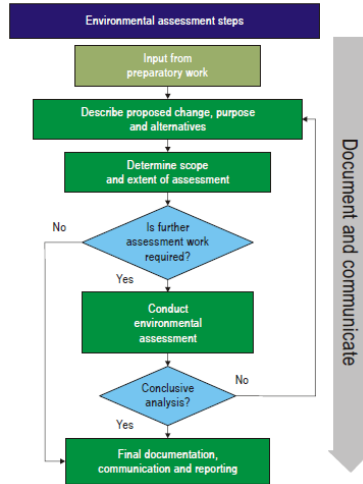 Environmental assessment steps
Input from
preparatory work
Describe proposed change, purpose
and alternatives
Determine scope
and extent of assessment
No
Is further
assessment work
required?
Yes
Conduct
environmental
assessment
Conclusive
analysis?
No
Yes
Final documentation,
communication and reporting
Document and communicate